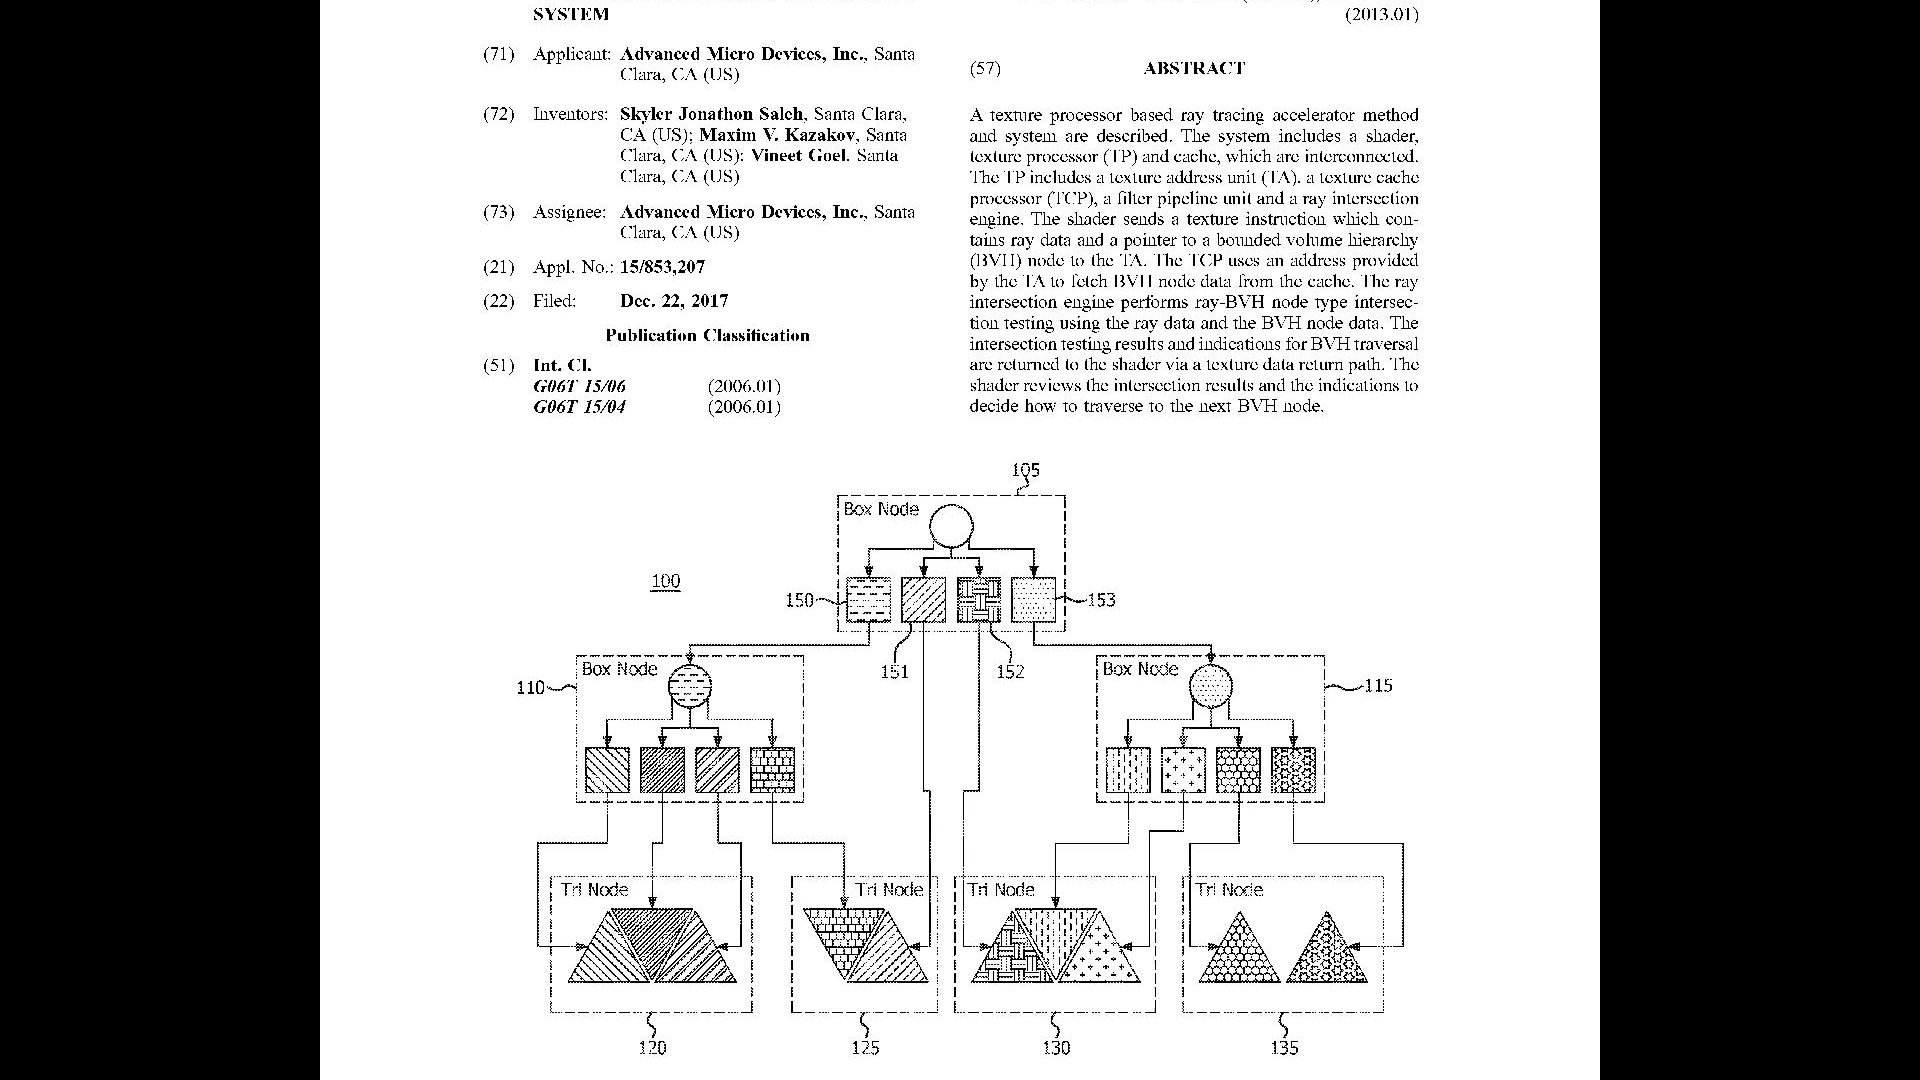 SYSTEM
(71) Applicant: Advanced Micro Devices, Inc., Santa
Clara, CA (US)
(72) Inventors: Skyler Jonathon Saleh, Santa Clara,
CA (US); Maxim V. Kazakov, Santa
Clara, CA (US); Vineet Goel, Santa
Clara, CA (US)
(73) Assignee: Advanced Micro Devices, Inc., Santa
Clara, CA (US)
(21) Appl. No.: 15/853,207
(22) Filed: Dec. 22, 2017
Publication Classification
(51) Int. Cl.
G06T 15/06 (2006.01)
G06T 15/04 (2006.01)
(2013.01)
(57) ABSTRACT
A texture processor based ray tracing accelerator method
and system are described. The system includes a shader,
texture processor (TP) and cache, which are interconnected.
The TP includes a texture address unit (TA), a texture cache
processor (TCP), a filter pipeline unit and a ray intersection
engine. The shader sends a texture instruction which con-
tains ray data and a pointer to a bounded volume hierarchy
(BVH) node to the TA. The TCP uses an address provided
by the TA to fetch BVH node data from the cache. The ray
intersection engine performs ray-BVH node type intersec-
tion testing using the ray data and the BVH node data. The
intersection testing results and indications for BVH traversal
are returned to the shader via a texture data return path. The
shader reviews the intersection results and the indications to
decide how to traverse to the next BVH node.
105
Box Node
100
150
153
151
152
Box Node
110
Box Node
115
Tri Node
Tri Node
Tri Node
Tri Node
120
125
130
135